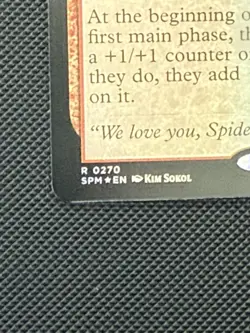 At the beginning
first main phase,
a +1/+1 counter
they do, they add
on it.
"We love you, Spide
R 0270
SPM★EN KIM SOKOL